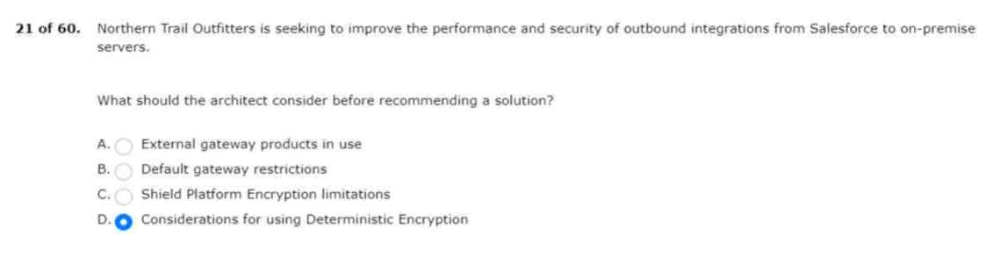 21 of 60. Northern Trail Outfitters is seeking to improve the performance and security of outbound integrations from Salesforce to on-premise
servers.
What should the architect consider before recommending a solution?
A. External gateway products in use
B. Default gateway restrictions
C. Shield Platform Encryption limitations
D. Considerations for using Deterministic Encryption